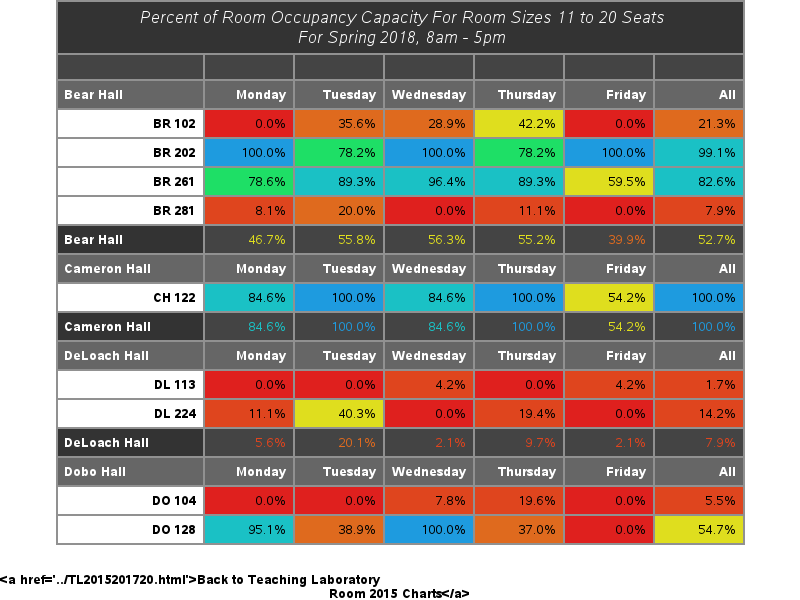 Percent of Room Occupancy Capacity For Room Sizes 11 to 20 Seats
For Spring 2018, 8am - 5pm
Bear Hall Monday Tuesday Wednesday Thursday Friday All
BR 102 0.0% 35.6% 28.9% 42.2% 0.0% 21.3%
BR 202 100.0% 78.2% 100.0% 78.2% 100.0% 99.1%
BR 261 78.6% 89.3% 96.4% 89.3% 59.5% 82.6%
BR 281 8.1% 20.0% 0.0% 11.1% 0.0% 7.9%
Bear Hall 46.7% 55.8% 56.3% 55.2% 39.9% 52.7%
Cameron Hall Monday Tuesday Wednesday Thursday Friday All
CH 122 84.6% 100.0% 84.6% 100.0% 54.2% 100.0%
Cameron Hall 84.6% 100.0% 84.6% 100.0% 54.2% 100.0%
DeLoach Hall Monday Tuesday Wednesday Thursday Friday All
DL 113 0.0% 0.0% 4.2% 0.0% 4.2% 1.7%
DL 224 11.1% 40.3% 0.0% 19.4% 0.0% 14.2%
DeLoach Hall 5.6% 20.1% 2.1% 9.7% 2.1% 7.9%
Dobo Hall Monday Tuesday Wednesday Thursday Friday All
DO 104 0.0% 0.0% 7.8% 19.6% 0.0% 5.5%
DO 128 95.1% 38.9% 100.0% 37.0% 0.0% 54.7%
<a href='../TL2015201720.html'>Back to Teaching Laboratory
Room 2015 Charts</a>